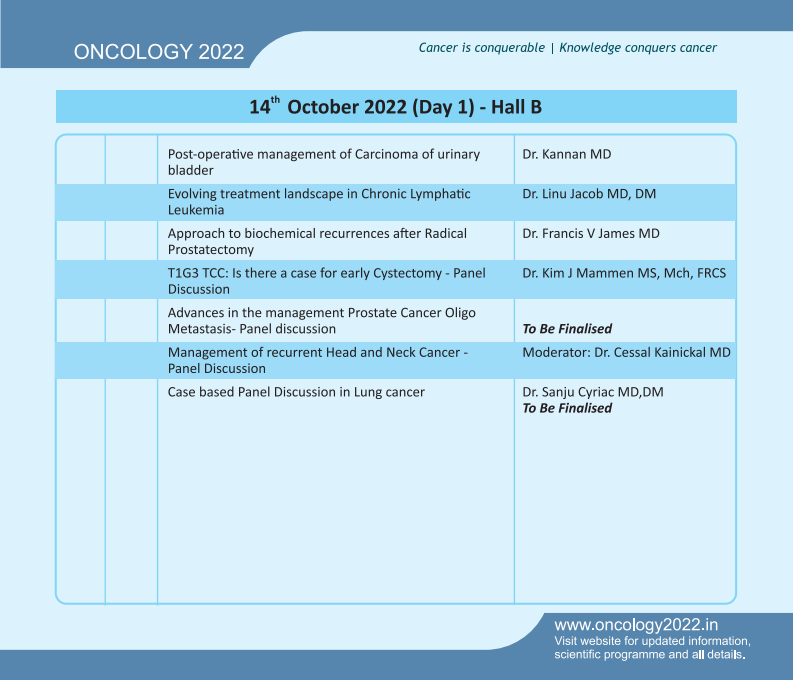 ONCOLOGY 2022
Cancer is conquerable | Knowledge conquers cancer
14th October 2022 (Day 1) - Hall B
Post-operative management of Carcinoma of urinary
bladder
Dr. Kannan MD
Evolving treatment landscape in Chronic Lymphatic
Leukemia
Dr. Linu Jacob MD, DM
Approach to biochemical recurrences after Radical
Prostatectomy
Dr. Francis V James MD
T1G3 TCC: Is there a case for early Cystectomy - Panel
Discussion
Dr. Kim J Mammen MS, Mch, FRCS
Advances in the management Prostate Cancer Oligo
Metastasis- Panel discussion
To Be Finalised
Management of recurrent Head and Neck Cancer -
Panel Discussion
Moderator: Dr. Cessal Kainickal MD
Case based Panel Discussion in Lung cancer
Dr. Sanju Cyriac MD,DM
To Be Finalised
www.oncology2022.in
Visit website for updated information,
scientific programme and all details.